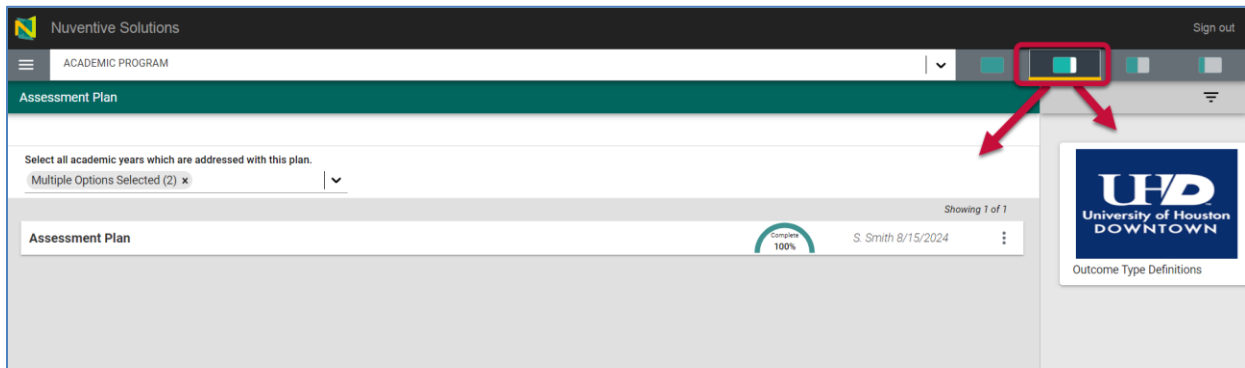 Nuventive Solutions
Sign out
ACADEMIC PROGRAM
Assessment Plan
Select all academic years which are addressed with this plan.
Multiple Options Selected (2) ×
Showing 1 of 1
Assessment Plan
Complete
100%
S. Smith 8/15/2024
UHD
University of Houston
DOWNTOWN
Outcome Type Definitions